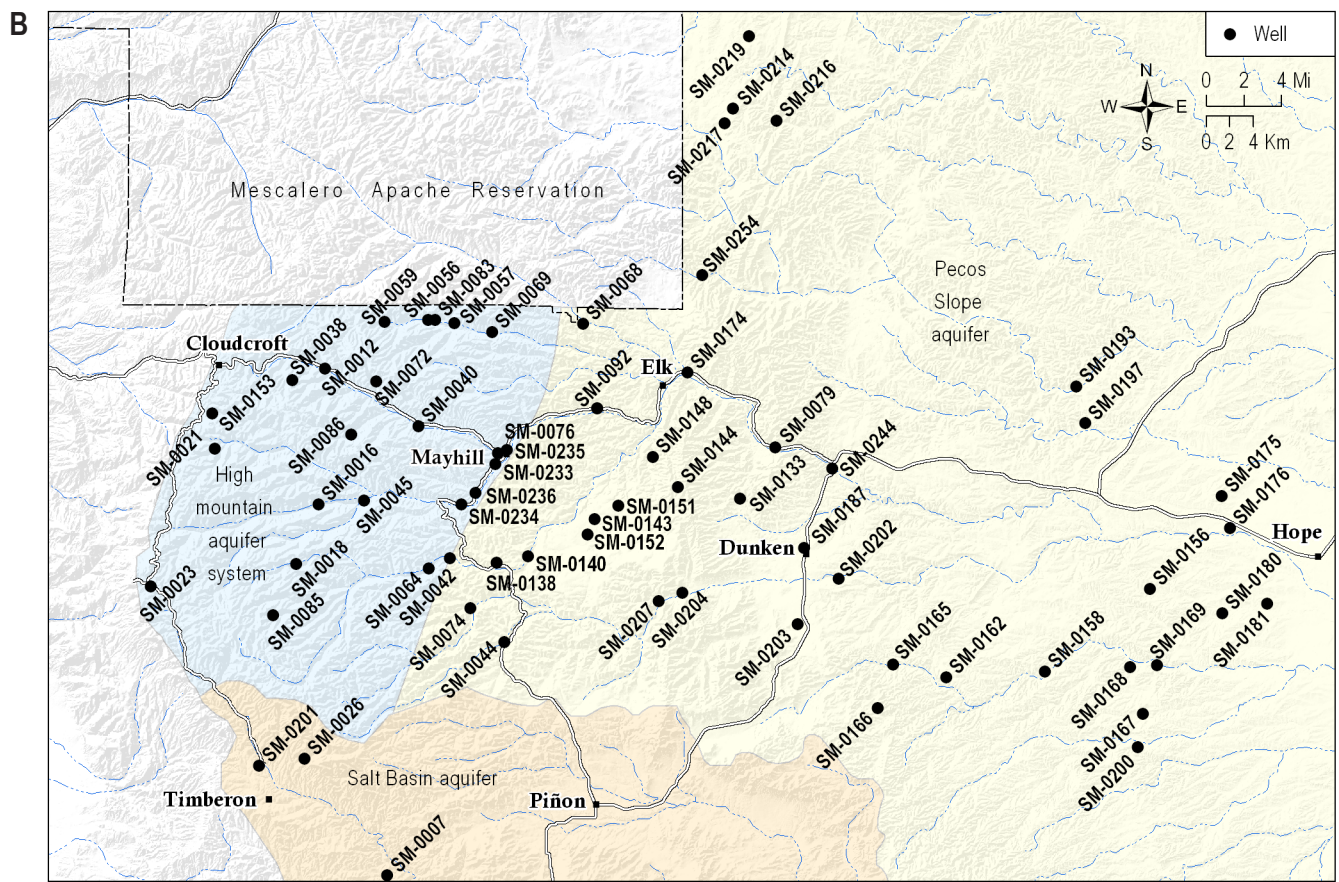 B
Well
SM-0219
SM-0214
SM-0216
SM-0217
N
W E
S
0 2 4 Mi
0 2 4 Km
Mescalero Apache Reservation
SM-0254
Pecos
Slope
aquifer
SM-0059
SM-0056
SM-0083
SM-0057
SM-0069
SM-0068
Cloudcroft
SM-0038
SM-0012
SM-0072
SM-0040
SM-0092
Elk
SM-0174
SM-0193
SM-0197
SM-0153
SM-0021
SM-0086
SM-0076
SM-0235
SM-0233
Mayhill
SM-0148
SM-0144
SM-0079
SM-0244
SM-0133
High
mountain
aquifer
system
SM-0016
SM-0045
SM-0236
SM-0234
SM-0151
SM-0143
SM-0152
SM-0187
Dunken
SM-0202
SM-0175
SM-0176
Hope
SM-0156
SM-0180
SM-0181
SM-0023
SM-0018
SM-0085
SM-0064
SM-0042
SM-0138
SM-0140
SM-0074
SM-0044
SM-0207
SM-0204
SM-0203
SM-0165
SM-0162
SM-0158
SM-0169
SM-0168
SM-0166
SM-0167
SM-0200
SM-0201
SM-0026
Salt Basin aquifer
Timberon
Piñon
SM-0007